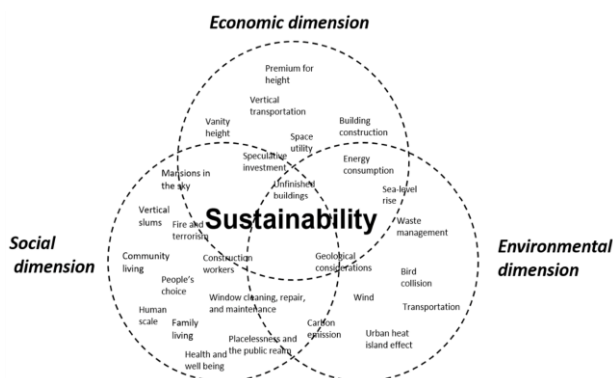 Economic dimension
Premium for
height
Vertical
transportation
Vanity
height
Building
construction
Space
utility
Speculative
investment
Energy
consumption
Mansions in
the sky
Unfinished
buildings
Sea-level
rise
Vertical
slums
Fire and
terrorism
Sustainability
Waste
management
Social
dimension
Environmental
dimension
Community
living
Construction
workers
Geological
considerations
People's
choice
Bird
collision
Window cleaning, repair,
and maintenance
Wind
Human
scale
Transportation
Family
living
Placelessness and
the public realm
Carbon
emission
Urban heat
island effect
Health and
well being